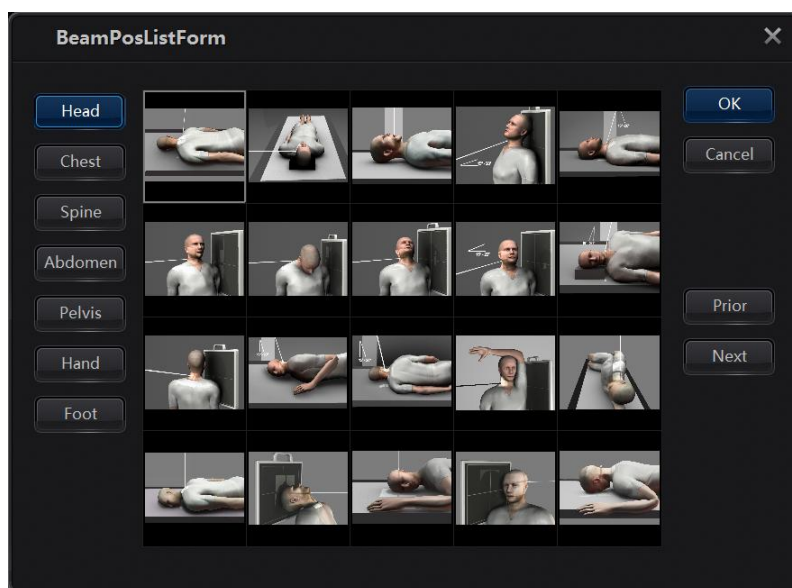 BeamPosListForm
Head
Chest
Spine
Abdomen
Pelvis
Hand
Foot
OK
Cancel
Prior
Next